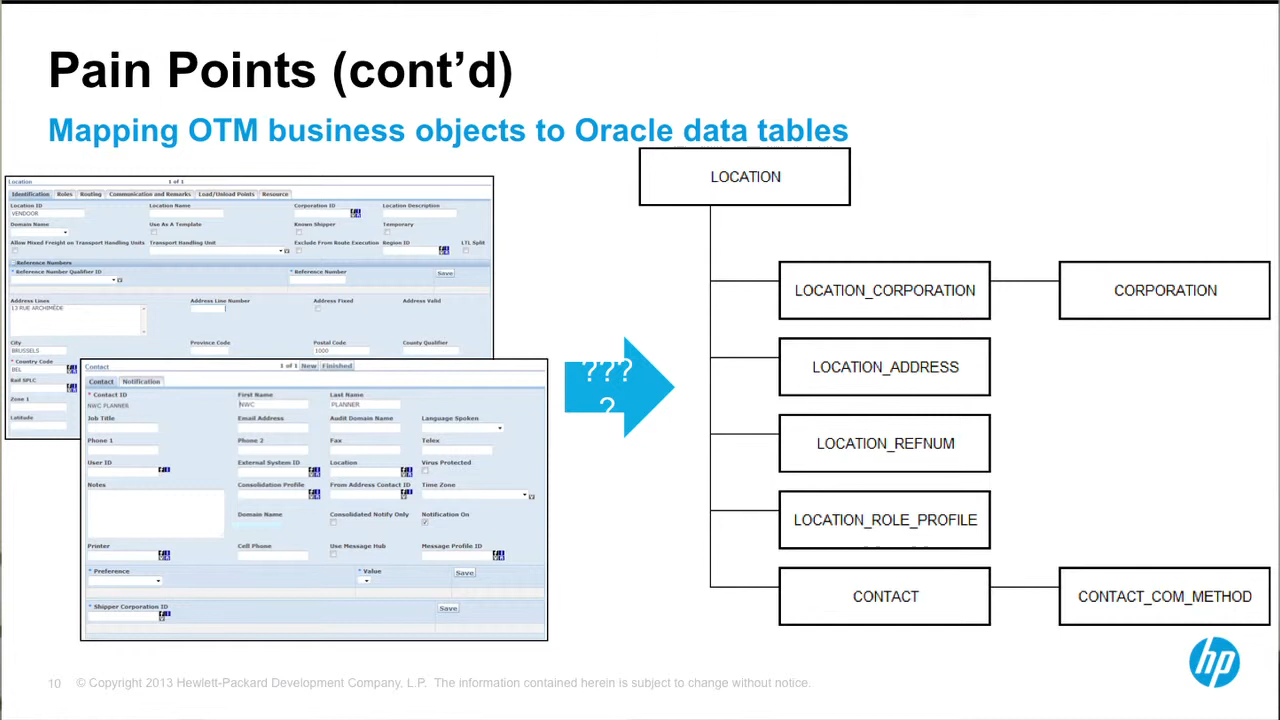 Pain Points (cont’d)
Mapping OTM business objects to Oracle data tables
Location 1 of 1
Identification Roles Routing Communication and Remarks Load/Unload Points Resource
Location ID Location Name Corporation ID Location Description
VENDOOR
Domain Name Use As A Template Known Shipper Temporary
Allow Mixed Freight on Transport Handling Units Transport Handling Unit Exclude From Route Execution Region ID LTL Split
Reference Numbers
* Reference Number Qualifier ID * Reference Number Save
Address Lines Address Line Number Address Fixed Address Valid
13 RUE ARCHIMÈDE
City Province Code Postal Code County Qualifier
BRUSSELS 1000
* Country Code
BEL
Rail SPLC
Zone 1
Latitude
Contact 1 of 1 New Finished
Contact Notification
* Contact ID First Name Last Name
NWC PLANNER NWC PLANNER
Job Title Email Address Audit Domain Name Language Spoken
Phone 1 Phone 2 Fax Telex
User ID External System ID Location Virus Protected
Notes Consolidation Profile From Address Contact ID Time Zone
Domain Name Consolidated Notify Only Notification On
Printer Cell Phone Use Message Hub Message Profile ID
* Preference * Value Save
* Shipper Corporation ID Save
???
?
LOCATION
LOCATION_CORPORATION CORPORATION
LOCATION_ADDRESS
LOCATION_REFNUM
LOCATION_ROLE_PROFILE
CONTACT CONTACT_COM_METHOD
hp
10 © Copyright 2013 Hewlett-Packard Development Company, L.P. The information contained herein is subject to change without notice.